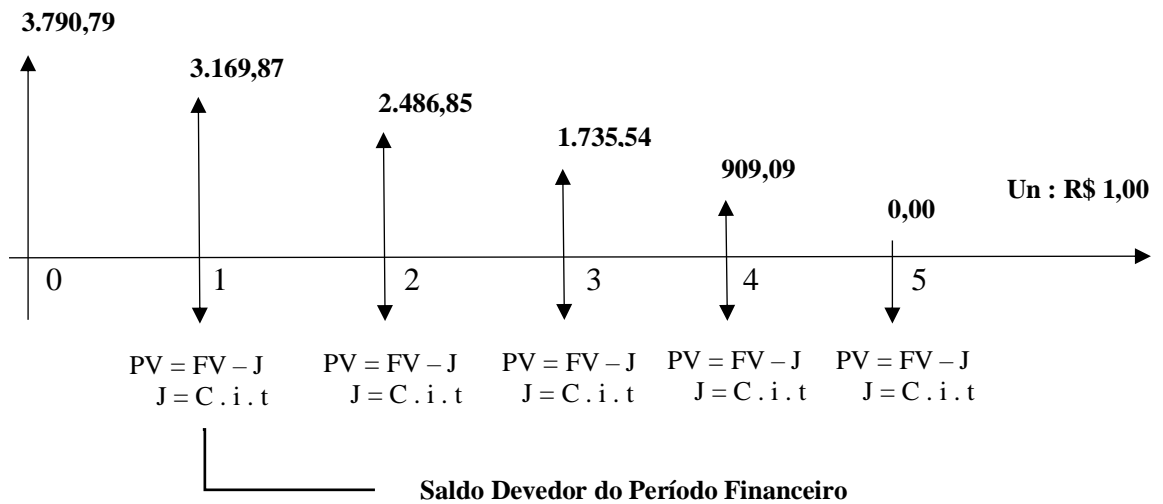 3.790,79
3.169,87
2.486,85
1.735,54
909,09
0,00
Un : R$ 1,00
0 1 2 3 4 5
PV = FV – J PV = FV – J PV = FV – J PV = FV – J PV = FV – J
J = C . i . t J = C . i . t J = C . i . t J = C . i . t J = C . i . t
Saldo Devedor do Período Financeiro